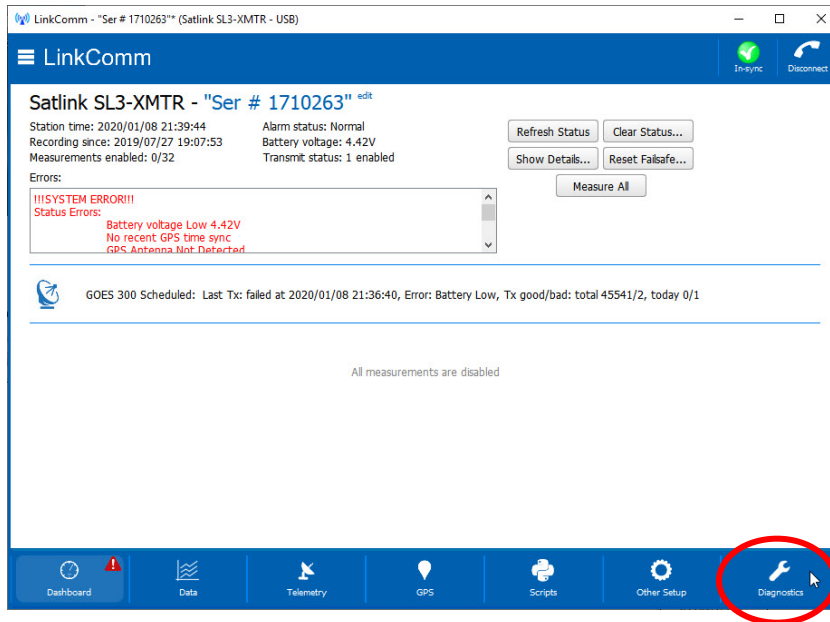 LinkComm - "Ser # 1710263"* (Satlink SL3-XMTR - USB)
LinkComm
In-sync
Disconnect
Satlink SL3-XMTR - "Ser # 1710263" edit
Station time: 2020/01/08 21:39:44
Alarm status: Normal
Recording since: 2019/07/27 19:07:53
Battery voltage: 4.42V
Measurements enabled: 0/32
Transmit status: 1 enabled
Refresh Status
Clear Status...
Show Details...
Reset Failsafe...
Measure All
Errors:
!!!SYSTEM ERROR!!!
Status Errors:
Battery voltage Low 4.42V
No recent GPS time sync
GPS Antenna Not Detected
GOES 300 Scheduled: Last Tx: failed at 2020/01/08 21:36:40, Error: Battery Low, Tx good/bad: total 45541/2, today 0/1
All measurements are disabled
Dashboard
Data
Telemetry
GPS
Scripts
Other Setup
Diagnostics